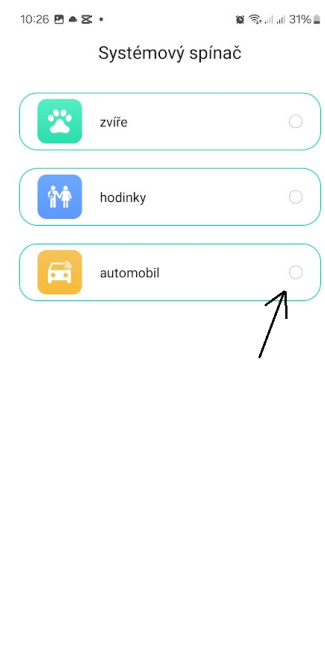 10:26
31%
Systémový spínač
zvíře
hodinky
automobil